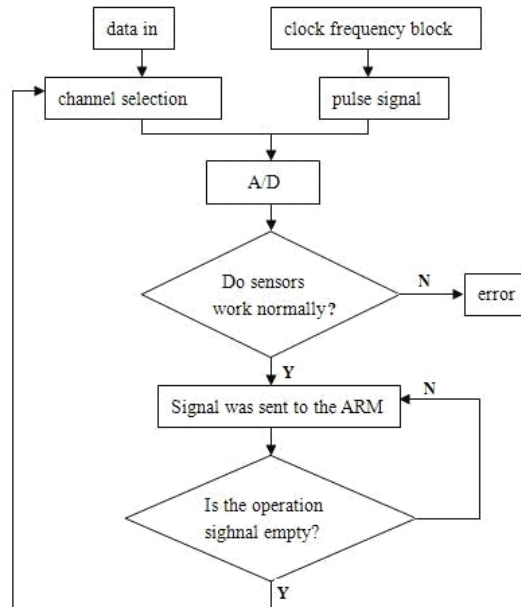 data in
clock frequency block
channel selection
pulse signal
A/D
Do sensors
work normally?
N
error
Y
Signal was sent to the ARM
N
Is the operation
sighnal empty?
Y